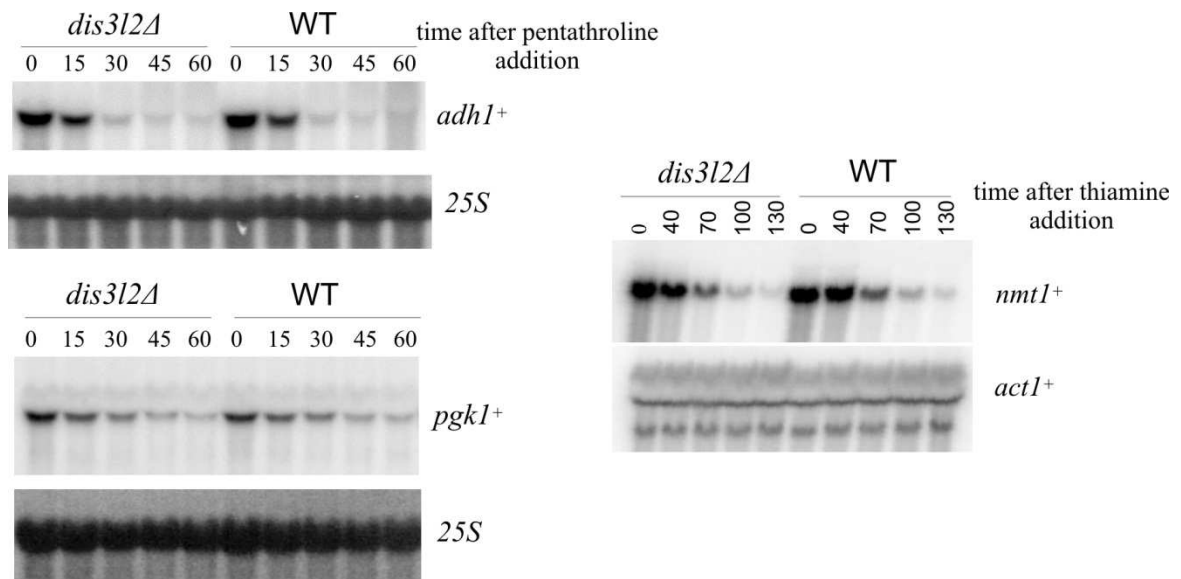 dis3l2Δ WT time after pentathroline addition
0 15 30 45 60 0 15 30 45 60
adh1+
25S
dis3l2Δ WT
0 15 30 45 60 0 15 30 45 60
pgk1+
25S
dis3l2Δ WT time after thiamine addition
0 40 70 100 130 0 40 70 100 130
nmt1+
act1+